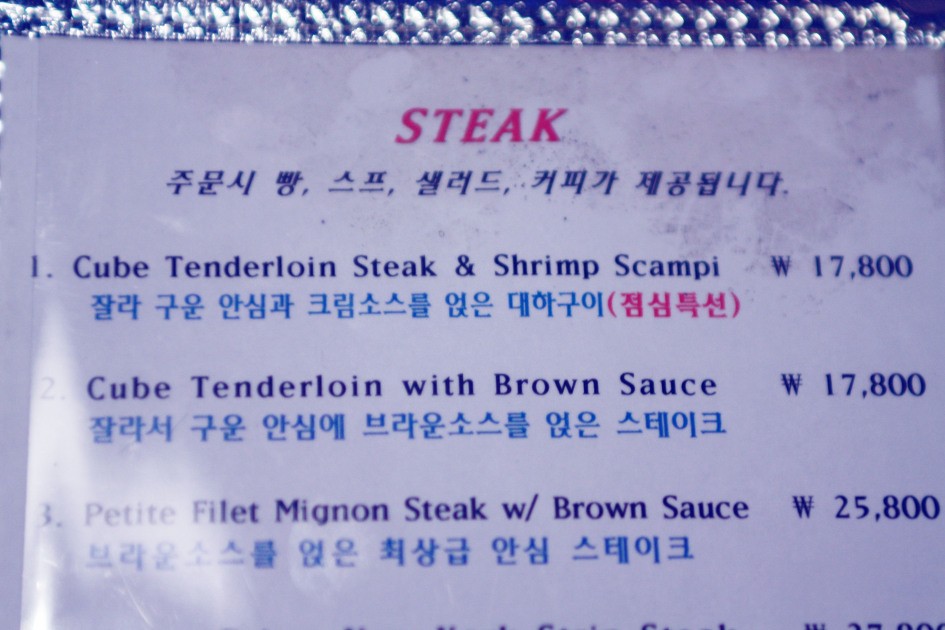 STEAK
주문시 빵, 스프, 샐러드, 커피가 제공됩니다.
1. Cube Tenderloin Steak & Shrimp Scampi ₩ 17,800
잘라 구운 안심과 크림소스를 얹은 대하구이(점심특선)
2. Cube Tenderloin with Brown Sauce ₩ 17,800
잘라서 구운 안심에 브라운소스를 얹은 스테이크
3. Petite Filet Mignon Steak w/ Brown Sauce ₩ 25,800
브라운소스를 얹은 최상급 안심 스테이크